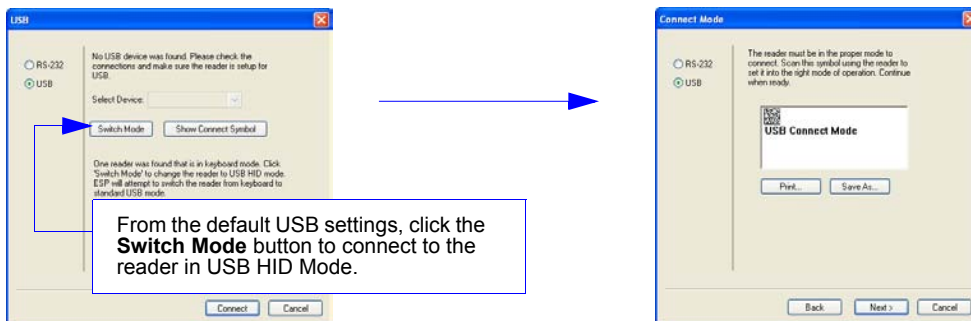 USB
RS-232
USB
No USB device was found. Please check the
connections and make sure the reader is setup for
USB.
Select Device:
Switch Mode
Show Connect Symbol
One reader was found that is in keyboard mode. Click
'Switch Mode' to change the reader to USB HID mode.
ESP will attempt to switch the reader from keyboard to
standard USB mode.
From the default USB settings, click the
Switch Mode button to connect to the
reader in USB HID Mode.
Connect
Cancel
Connect Mode
RS-232
USB
The reader must be in the proper mode to
connect. Scan this symbol using the reader to
set it into the right mode of operation. Continue
when ready.
USB Connect Mode
Print...
Save As...
Back
Next >
Cancel